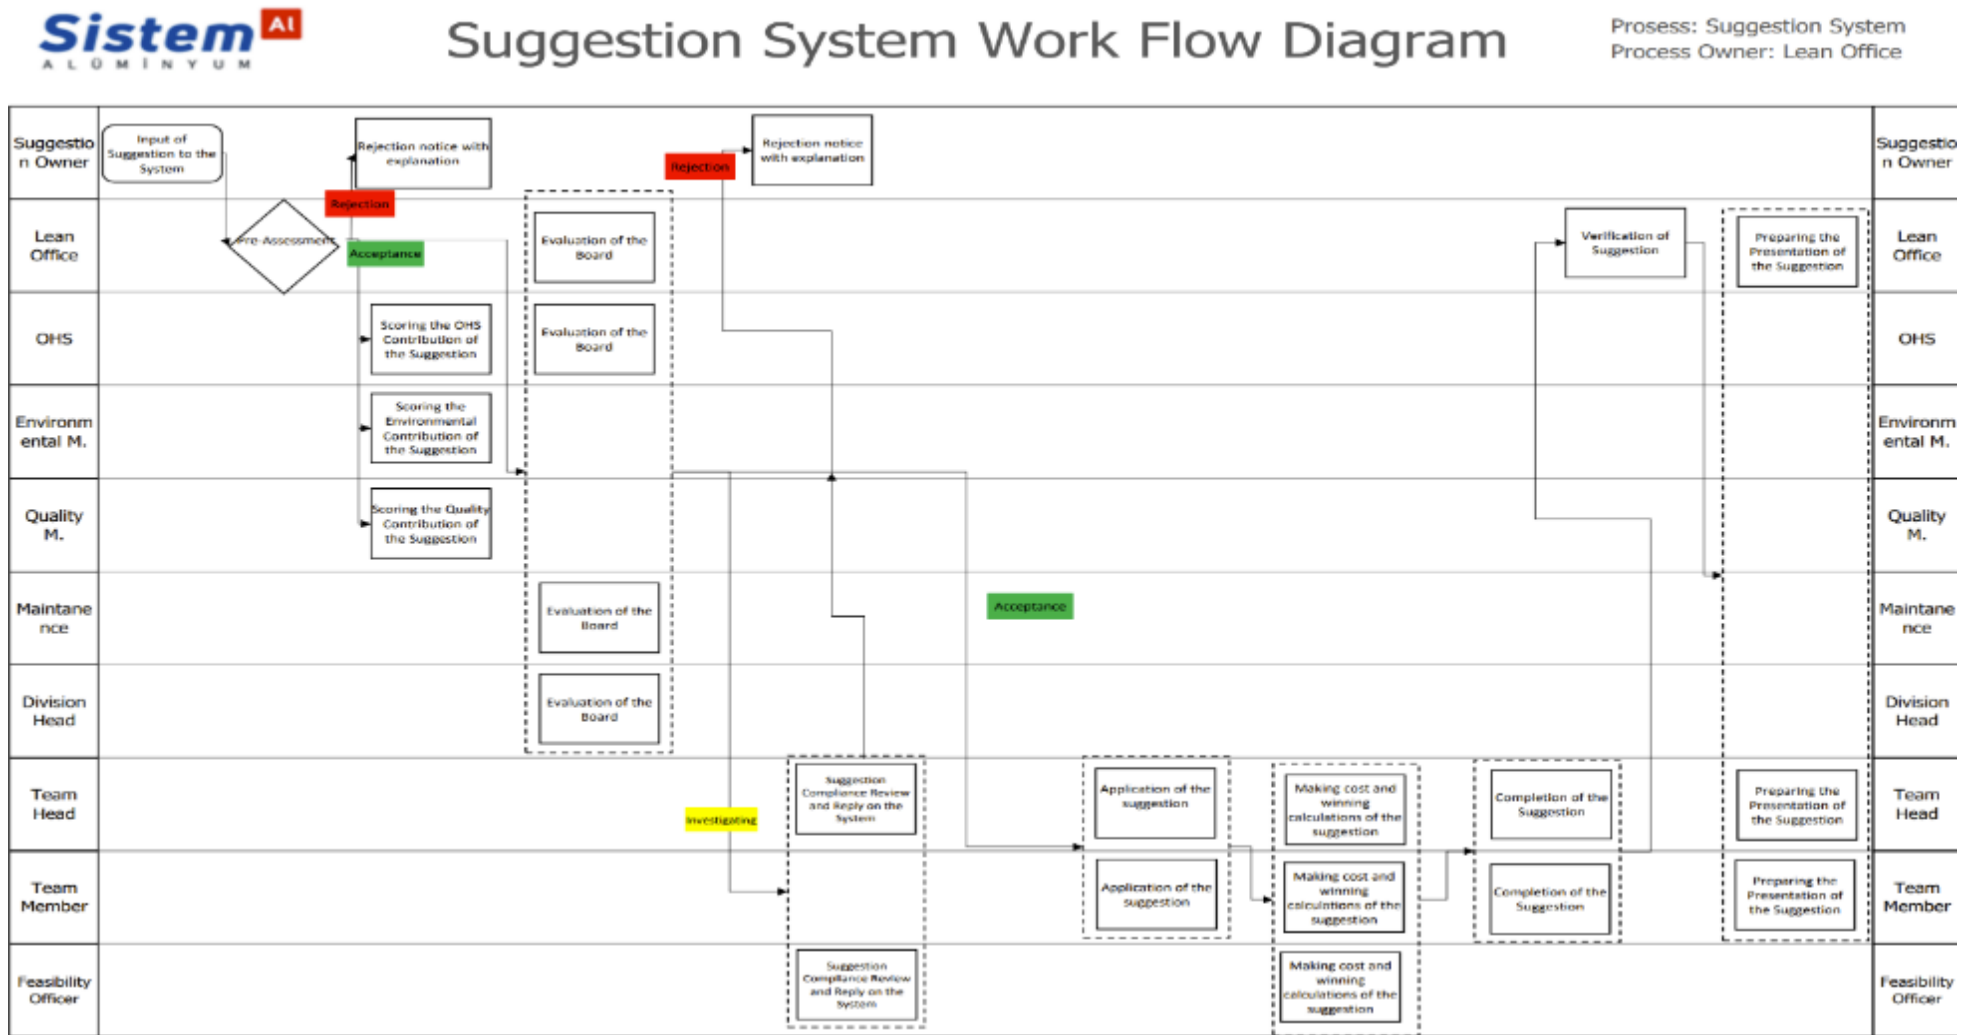 Sistem Al
ALÜMİNYUM
Suggestion System Work Flow Diagram
Prosess: Suggestion System
Process Owner: Lean Office
Suggestio
n Owner
Input of
Suggestion to the
System
Rejection notice with
explanation
Rejection
Rejection notice
with explanation
Suggestio
n Owner
Rejection
Lean
Office
Pre-Assessment
Acceptance
Evaluation of the
Board
Verification of
Suggestion
Preparing the
Presentation of
the Suggestion
Lean
Office
OHS
Scoring the OHS
Contribution of
the Suggestion
Evaluation of the
Board
OHS
Environm
ental M.
Scoring the
Environmental
Contribution of
the Suggestion
Environm
ental M.
Quality
M.
Scoring the Quality
Contribution of
the Suggestion
Quality
M.
Maintane
nce
Evaluation of the
Board
Acceptance
Maintane
nce
Division
Head
Evaluation of the
Board
Division
Head
Team
Head
Investigating
Suggestion
Compliance Review
and Reply on the
System
Application of the
suggestion
Making cost and
winning
calculations of the
suggestion
Completion of the
Suggestion
Preparing the
Presentation of
the Suggestion
Team
Head
Team
Member
Application of the
suggestion
Making cost and
winning
calculations of the
suggestion
Completion of the
Suggestion
Preparing the
Presentation of
the Suggestion
Team
Member
Feasibility
Officer
Suggestion
Compliance Review
and Reply on the
System
Making cost and
winning
calculations of the
suggestion
Feasibility
Officer